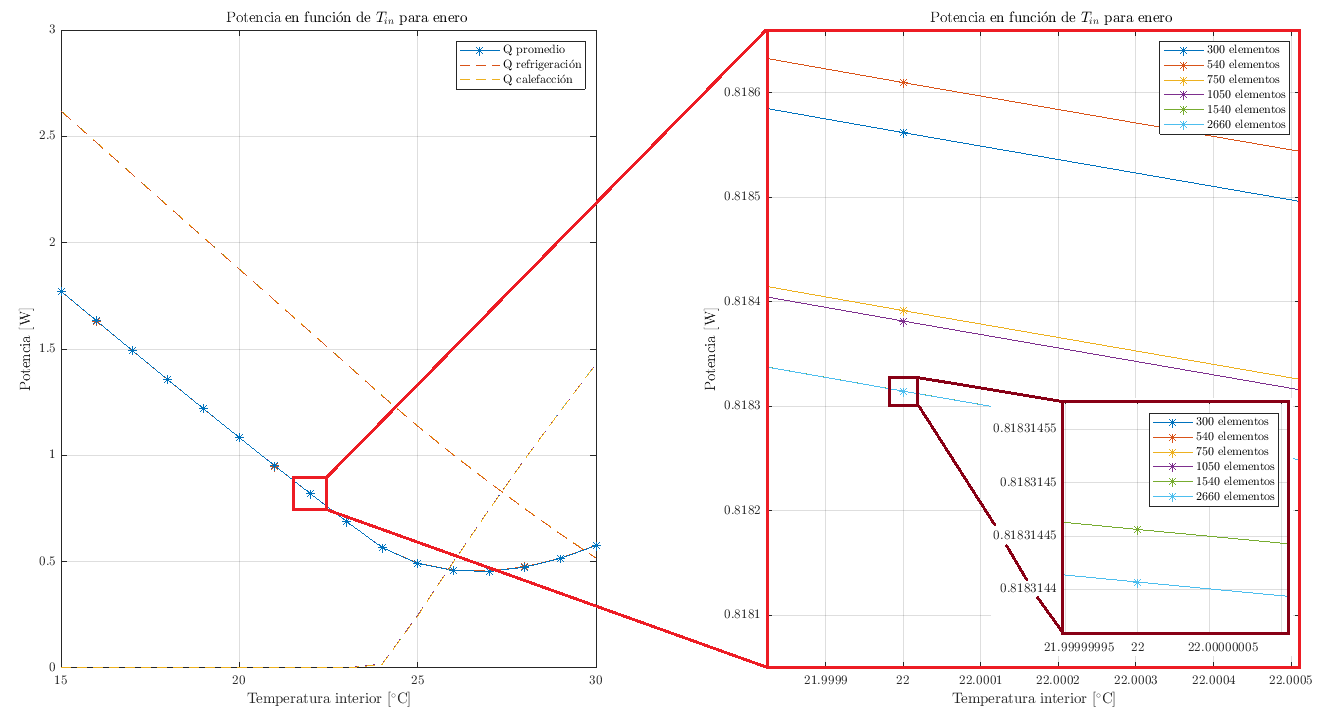 Potencia en función de T_in para enero
3
2.5
2
1.5
1
0.5
0
Potencia [W]
15
20
25
30
Temperatura interior [°C]
Q promedio
Q refrigeración
Q calefacción
Potencia en función de T_in para enero
0.8186
0.8185
0.8184
0.8183
0.8182
0.8181
Potencia [W]
21.9999
22
22.0001
22.0002
22.0003
22.0004
22.0005
Temperatura interior [°C]
300 elementos
540 elementos
750 elementos
1050 elementos
1540 elementos
2660 elementos
0.81831455
0.8183145
0.81831445
0.8183144
21.99999995
22
22.00000005
300 elementos
540 elementos
750 elementos
1050 elementos
1540 elementos
2660 elementos